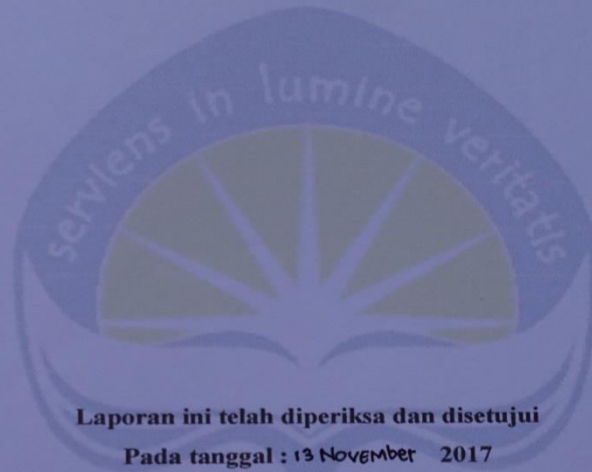 serviens in lumine veritatis
Laporan ini telah diperiksa dan disetujui
Pada tanggal : 13 November 2017